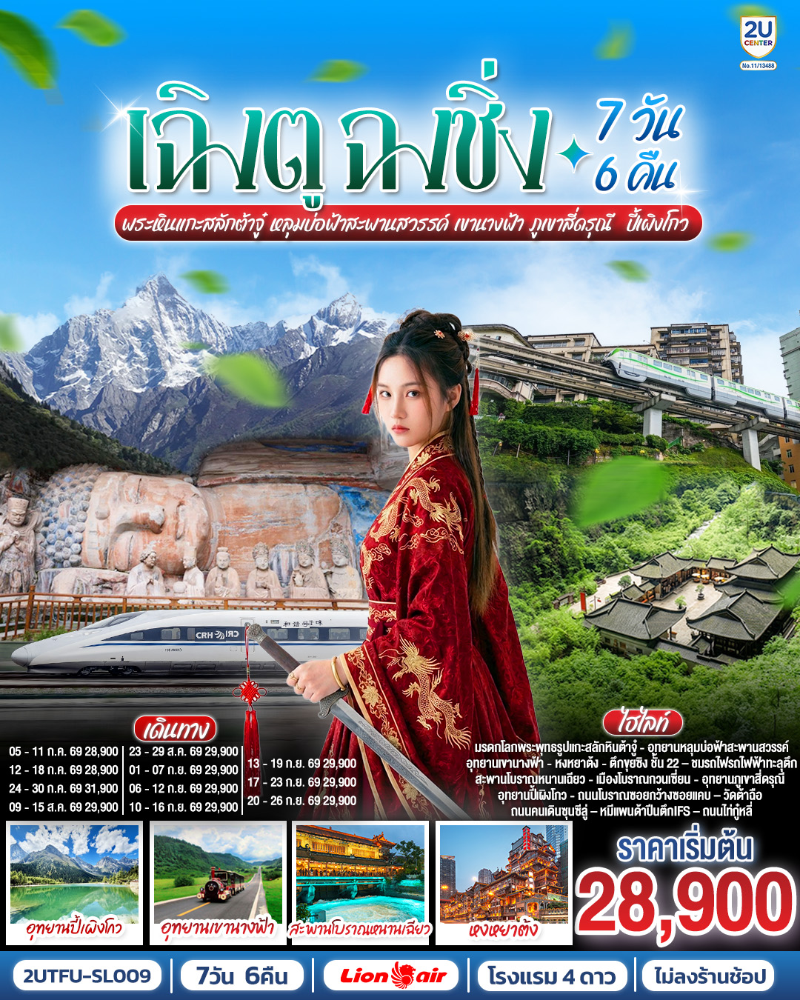 2U
CENTER
No.11/13488
เฉิงตู ฉงชิ่ง
7 วัน
6 คืน
พระหินแกะสลักต้าจู๋ หลุมบ่อฟ้าสะพานสวรรค์ เขานางฟ้า ภูเขาสี่ดรุณี ปี้เผิงโกว
CRH CRI
和谐号
เดินทาง
05 - 11 ก.ค. 69 28,900
12 - 18 ก.ค. 69 28,900
24 - 30 ก.ค. 69 31,900
09 - 15 ส.ค. 69 29,900
23 - 29 ส.ค. 69 29,900
01 - 07 ก.ย. 69 29,900
06 - 12 ก.ย. 69 29,900
10 - 16 ก.ย. 69 29,900
13 - 19 ก.ย. 69 29,900
17 - 23 ก.ย. 69 29,900
20 - 26 ก.ย. 69 29,900
ไฮไลท์
มรดกโลกพระพุทธรูปแกะสลักหินต้าจู๋ - อุทยานหลุมบ่อฟ้าสะพานสวรรค์
อุทยานเขานางฟ้า - หงหยาต้ง - ตึกขุยซิง ชั้น 22 – ชมรถไฟรถไฟฟ้าทะลุตึก
สะพานโบราณหนานเฉียว - เมืองโบราณกวนเซี่ยน - อุทยานภูเขาสี่ดรุณี
อุทยานปี้เผิงโกว - ถนนโบราณซอยกว้างซอยแคบ – วัดต้าฉือ
ถนนคนเดินชุนซีลู่ – หมีแพนด้าปีนตึกIFS – ถนนไท่กู๋หลี่
อุทยานปี้เผิงโกว
อุทยานเขานางฟ้า
สะพานโบราณหนานเฉียว
หงหยาต้ง
ราคาเริ่มต้น
28,900
2UTFU-SL009
7วัน 6คืน
Lion air
โรงแรม 4 ดาว
ไม่ลงร้านช้อป